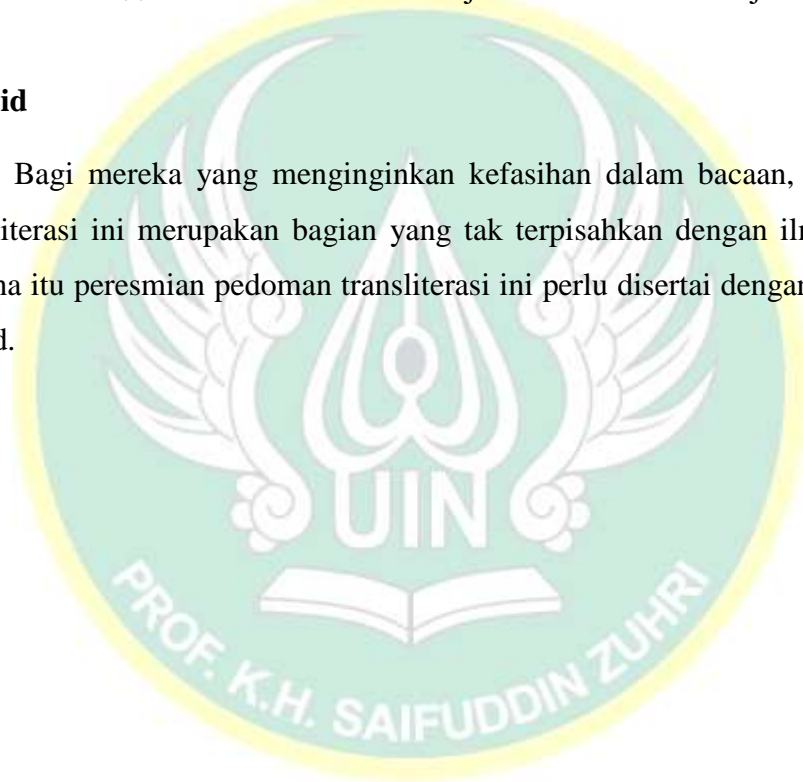 id
Bagi mereka yang menginginkan kefasihan dalam bacaan,
literasi ini merupakan bagian yang tak terpisahkan dengan
na itu peresmian pedoman transliterasi ini perlu disertai dengan
d.
UIN
PROF. K.H. SAIFUDDIN ZUHRI